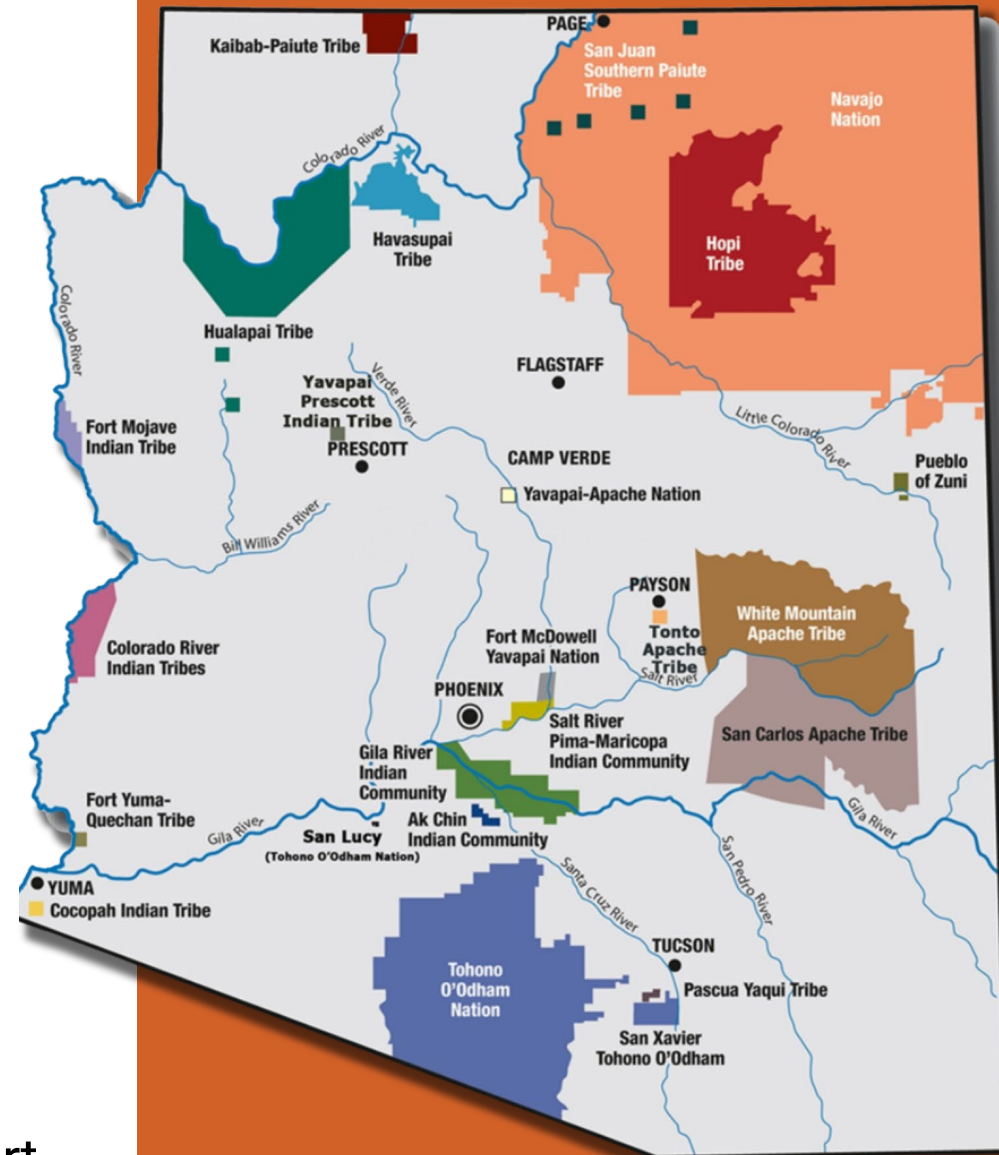 PAGE
Kaibab-Paiute Tribe
San Juan
Southern Paiute
Tribe
Navajo
Nation
Colorado River
Havasupai
Tribe
Hopi
Tribe
Colorado River
Hualapai Tribe
FLAGSTAFF
Verde River
Yavapai
Prescott
Indian Tribe
PRESCOTT
Fort Mojave
Indian Tribe
Little Colorado River
CAMP VERDE
Yavapai-Apache Nation
Pueblo
of Zuni
Bill Williams River
PAYSON
Tonto
Apache
Tribe
White Mountain
Apache Tribe
Fort McDowell
Yavapai Nation
Colorado River
Indian Tribes
Salt River
PHOENIX
Salt River
Pima-Maricopa
Indian Community
San Carlos Apache Tribe
Gila River
Indian
Community
Fort Yuma-
Quechan Tribe
Gila River
San Lucy
(Tohono O'Odham Nation)
Ak Chin
Indian Community
Gila River
San Pedro River
Santa Cruz River
YUMA
Cocopah Indian Tribe
TUCSON
Tohono
O'Odham
Nation
Pascua Yaqui Tribe
San Xavier
Tohono O'Odham
rt